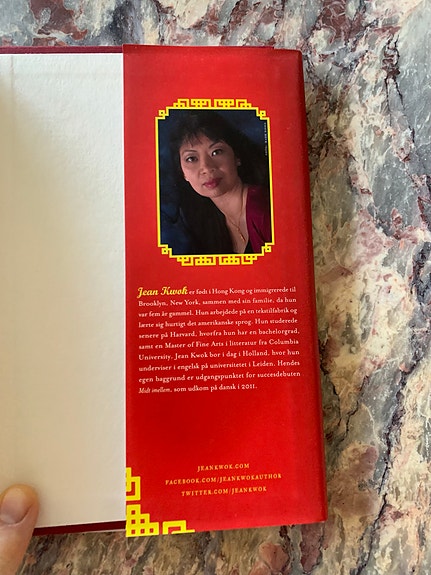 Jean Kwok er født i Hong Kong og immigrerede til
Brooklyn, New York, sammen med sin familie, da hun
var fem år gammel. Hun arbejdede på en tekstilfabrik og
lærte sig hurtigt det amerikanske sprog. Hun studerede
senere på Harvard, hvorfra hun har en bachelorgrad,
samt en Master of Fine Arts i litteratur fra Columbia
University. Jean Kwok bor i dag i Holland, hvor hun
underviser i engelsk på universitetet i Leiden. Hendes
egen baggrund er udgangspunktet for succesdebuten
Midt imellem, som udkom på dansk i 2011.
JEANKWOK.COM
FACEBOOK.COM/JEANKWOKAUTHOR
TWITTER.COM/JEANKWOK